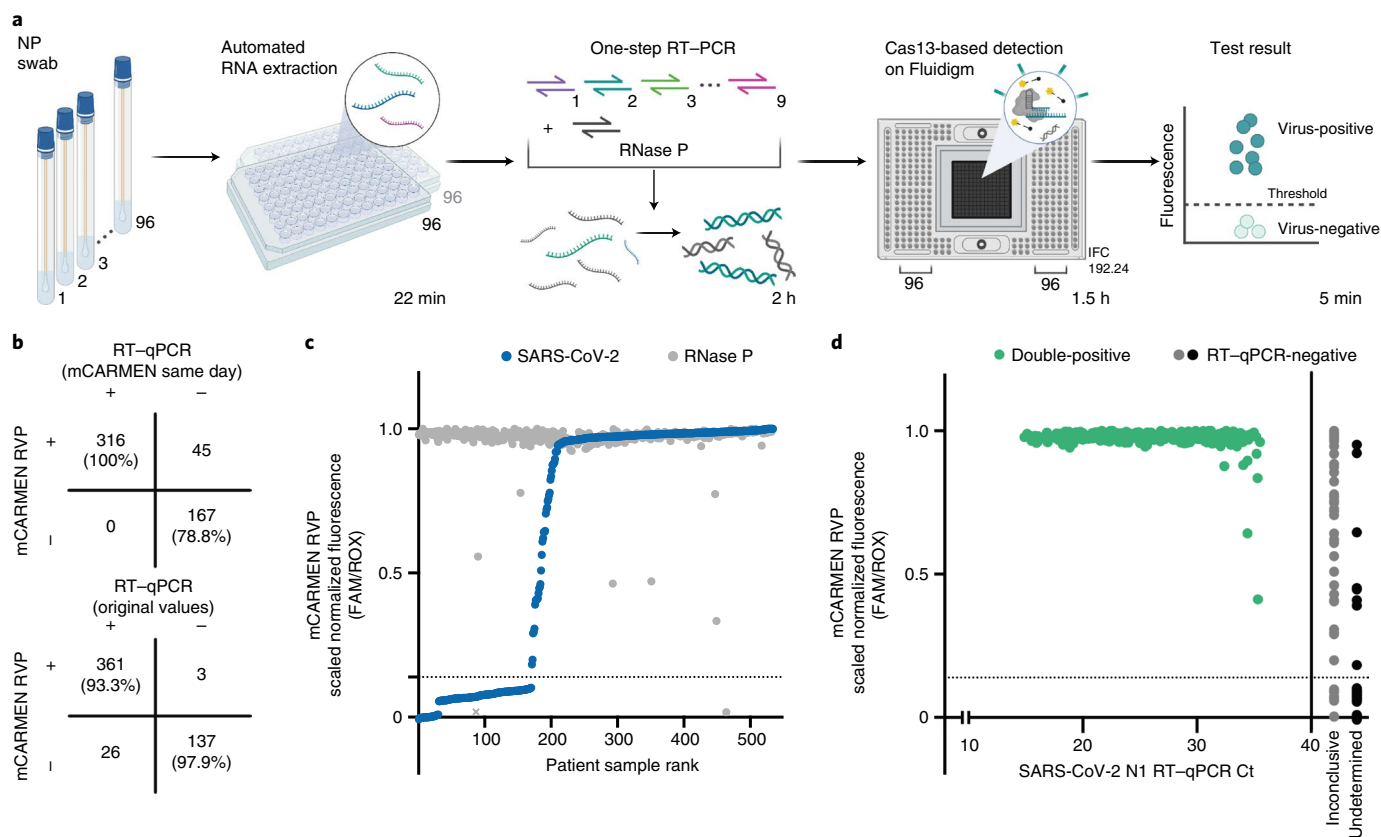 a
NP
swab
1
2
3
96
Automated
RNA extraction
96
96
22 min
One-step RT–PCR
1
2
3
9
+
RNase P
2 h
Cas13-based detection
on Fluidigm
IFC
192.24
96
96
1.5 h
Test result
Fluorescence
Virus-positive
Threshold
Virus-negative
5 min
b
RT–qPCR
(mCARMEN same day)
+ –
mCARMEN RVP
+
316
(100%)
45
–
0
167
(78.8%)
RT–qPCR
(original values)
+ –
mCARMEN RVP
+
361
(93.3%)
3
–
26
137
(97.9%)
c
SARS-CoV-2 RNase P
mCARMEN RVP
scaled normalized fluorescence
(FAM/ROX)
1.0
0.5
0
100 200 300 400 500
Patient sample rank
d
Double-positive RT–qPCR-negative
mCARMEN RVP
scaled normalized fluorescence
(FAM/ROX)
1.0
0.5
0
10 20 30 40
SARS-CoV-2 N1 RT–qPCR Ct
Inconclusive
Undetermined